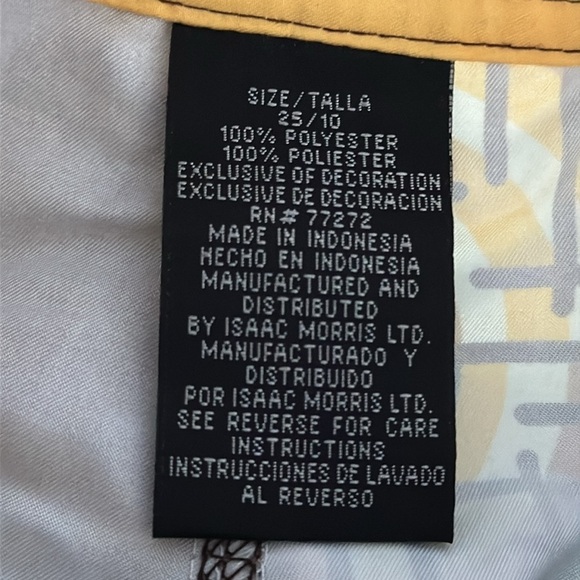 SIZE/TALLA
25/10
100% POLYESTER
100% POLIESTER
EXCLUSIVE OF DECORATION
EXCLUSIVE DE DECORACION
RN# 77272
MADE IN INDONESIA
HECHO EN INDONESIA
MANUFACTURED AND
DISTRIBUTED
BY ISAAC MORRIS LTD.
MANUFACTURADO Y
DISTRIBUIDO
POR ISAAC MORRIS LTD.
SEE REVERSE FOR CARE
INSTRUCTIONS
INSTRUCCIONES DE LAVADO
AL REVERSO